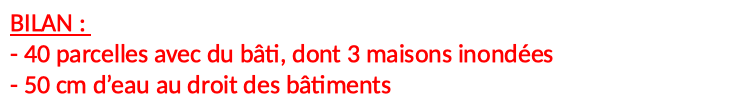 BILAN :
- 40 parcelles avec du bâti, dont 3 maisons inondées
- 50 cm d’eau au droit des bâtiments